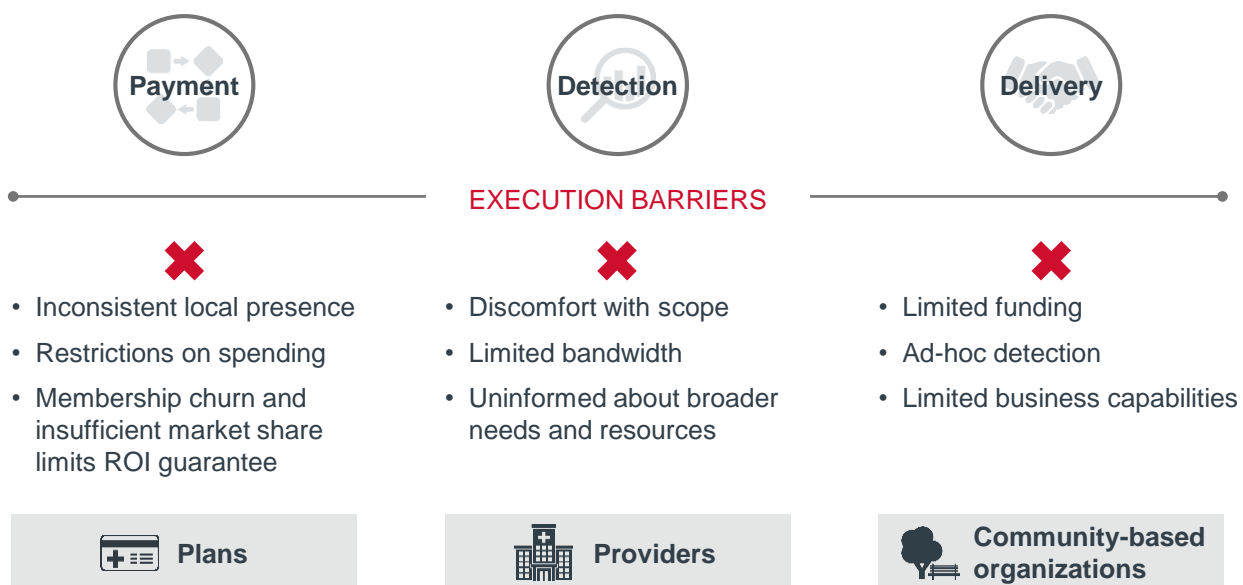 Payment
Detection
Delivery
EXECUTION BARRIERS
• Inconsistent local presence
• Restrictions on spending
• Membership churn and
insufficient market share
limits ROI guarantee
• Discomfort with scope
• Limited bandwidth
• Uninformed about broader
needs and resources
• Limited funding
• Ad-hoc detection
• Limited business capabilities
Plans
Providers
Community-based
organizations